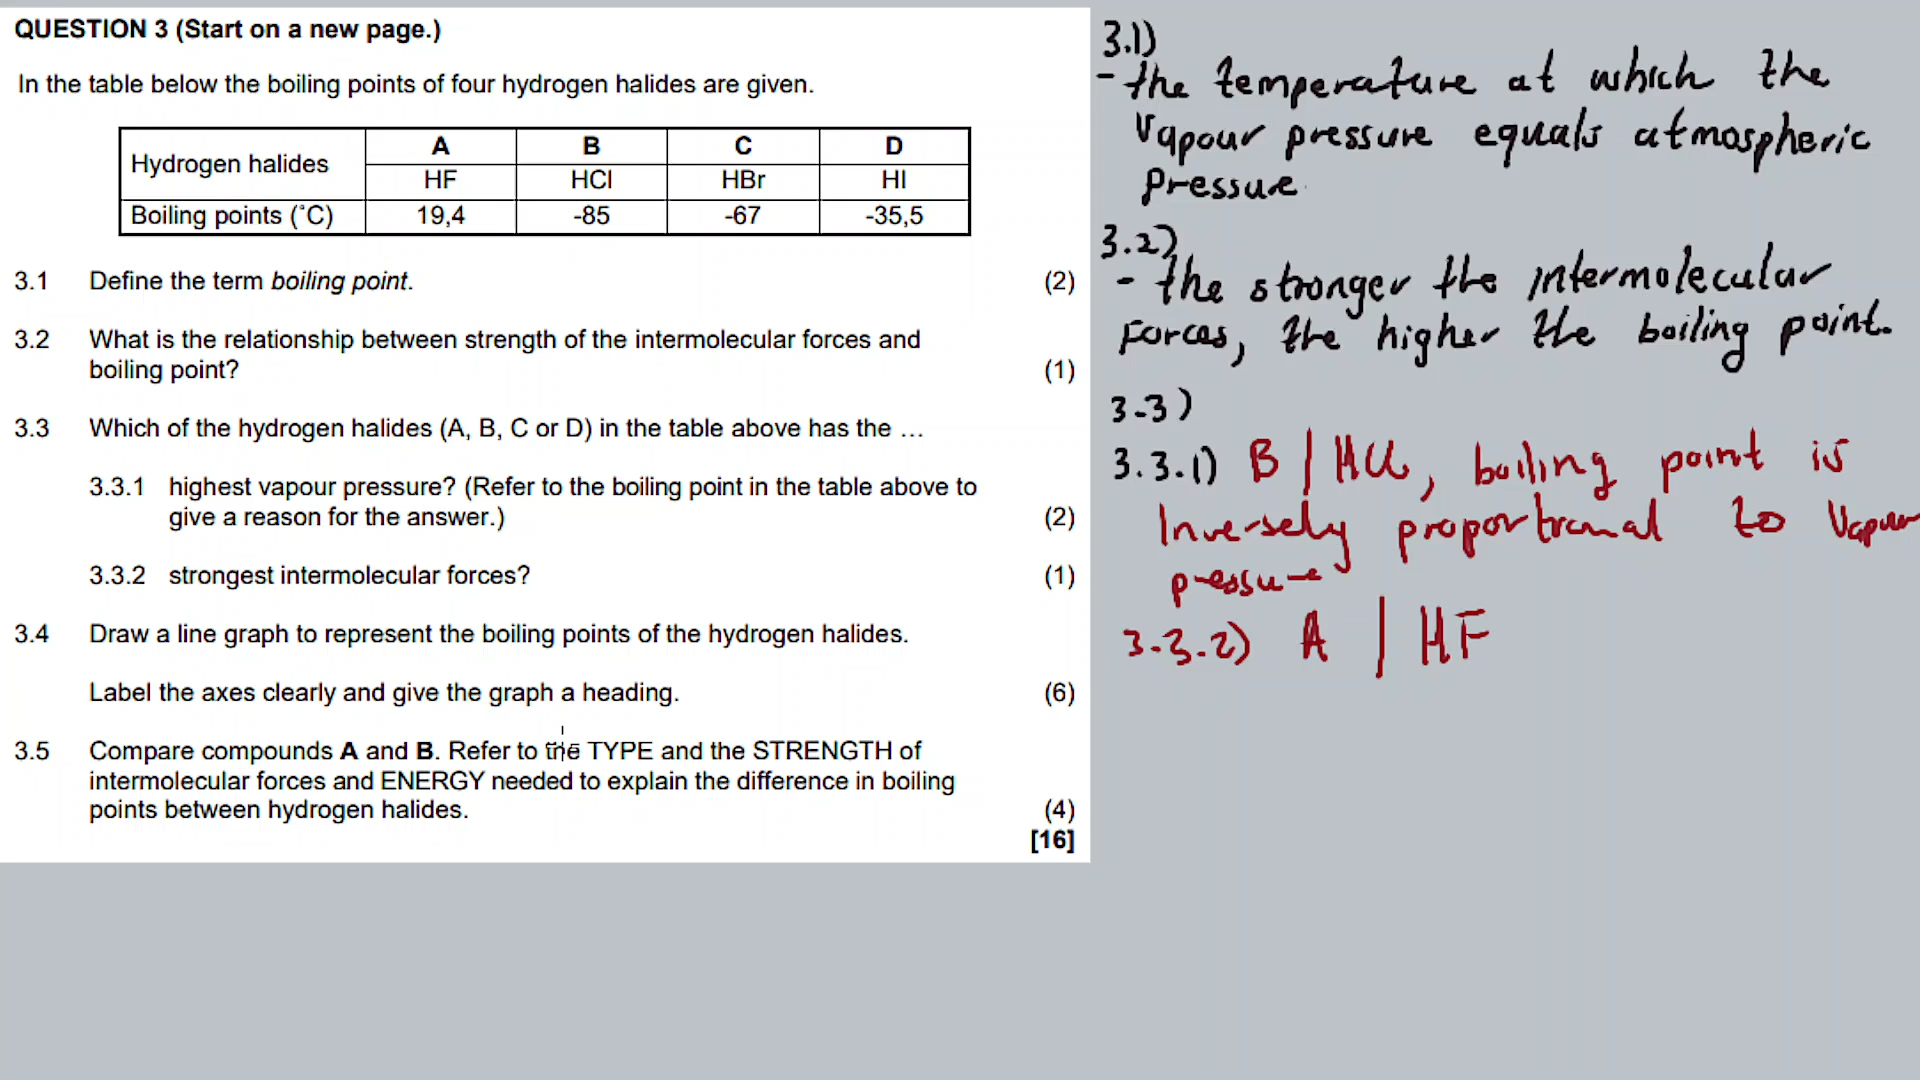 QUESTION 3 (Start on a new page.)
In the table below the boiling points of four hydrogen halides are given.
Hydrogen halides A B C D
HF HCl HBr HI
Boiling points (˚C) 19,4 -85 -67 -35,5
3.1 Define the term boiling point. (2)
3.2 What is the relationship between strength of the intermolecular forces and
boiling point? (1)
3.3 Which of the hydrogen halides (A, B, C or D) in the table above has the …
3.3.1 highest vapour pressure? (Refer to the boiling point in the table above to
give a reason for the answer.) (2)
3.3.2 strongest intermolecular forces? (1)
3.4 Draw a line graph to represent the boiling points of the hydrogen halides.
Label the axes clearly and give the graph a heading. (6)
3.5 Compare compounds A and B. Refer to the TYPE and the STRENGTH of
intermolecular forces and ENERGY needed to explain the difference in boiling
points between hydrogen halides. (4)
[16]
3.1)
- the temperature at which the
Vapour pressure equals atmospheric
Pressure.
3.2)
- the stronger the intermolecular
Forces, the higher the boiling point.
3.3)
3.3.1) B | HCl, boiling point is
Inversely proportional to Vapour
pressure
3.3.2) A | HF